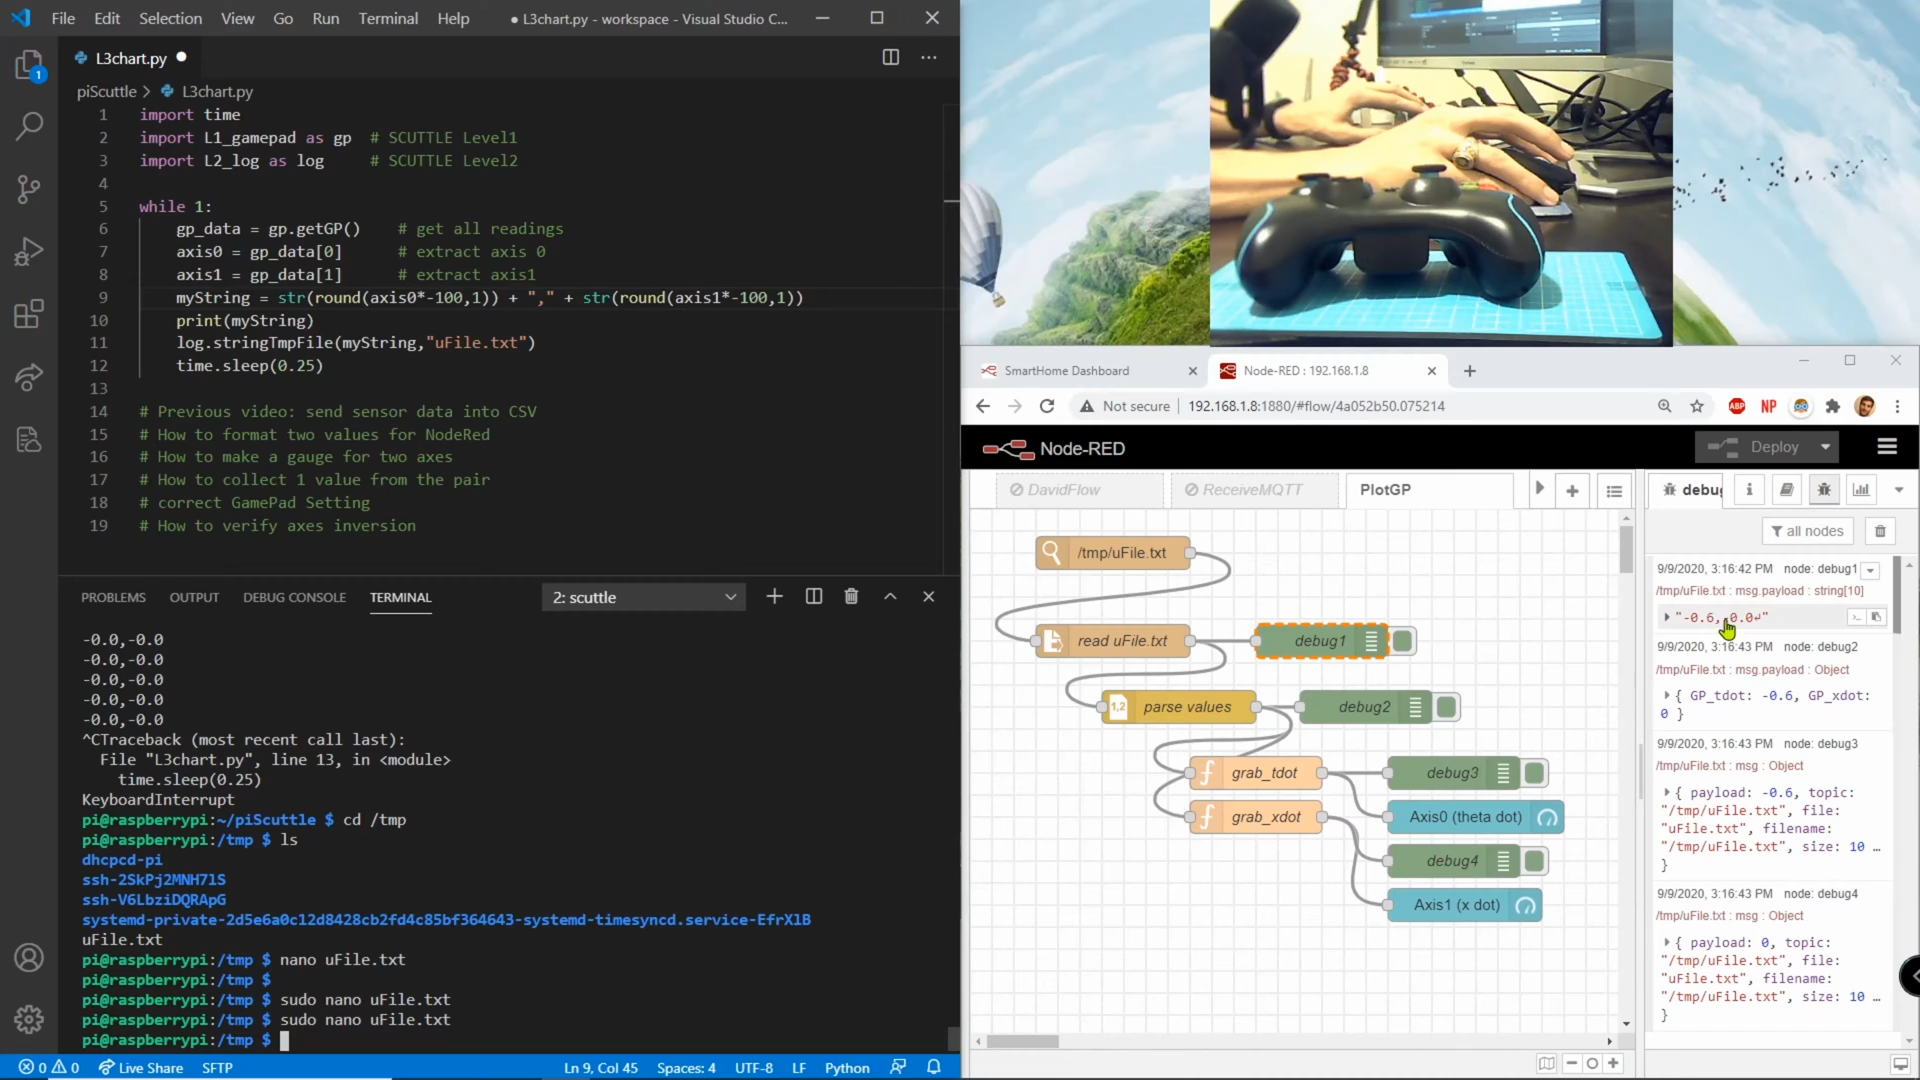 File Edit Selection View Go Run Terminal Help ● L3chart.py - workspace - Visual Studio C...
L3chart.py ●
1
piScuttle > L3chart.py
1 import time
2 import L1_gamepad as gp # SCUTTLE Level1
3 import L2_log as log # SCUTTLE Level2
4
5 while 1:
6 gp_data = gp.getGP() # get all readings
7 axis0 = gp_data[0] # extract axis 0
8 axis1 = gp_data[1] # extract axis1
9 myString = str(round(axis0*-100,1)) + "," + str(round(axis1*-100,1))
10 print(myString)
11 log.stringTmpFile(myString,"uFile.txt")
12 time.sleep(0.25)
13
14 # Previous video: send sensor data into CSV
15 # How to format two values for NodeRed
16 # How to make a gauge for two axes
17 # How to collect 1 value from the pair
18 # correct GamePad Setting
19 # How to verify axes inversion
PROBLEMS OUTPUT DEBUG CONSOLE TERMINAL 2: scuttle
-0.0,-0.0
-0.0,-0.0
-0.0,-0.0
-0.0,-0.0
-0.0,-0.0
^CTraceback (most recent call last):
File "L3chart.py", line 13, in <module>
time.sleep(0.25)
KeyboardInterrupt
pi@raspberrypi:~/piScuttle $ cd /tmp
pi@raspberrypi:/tmp $ ls
dhcpcd-pi
ssh-2SkPj2MNH7lS
ssh-V6LbziDQRApG
systemd-private-2d5e6a0c12d8428cb2fd4c85bf364643-systemd-timesyncd.service-EfrXlB
uFile.txt
pi@raspberrypi:/tmp $ nano uFile.txt
pi@raspberrypi:/tmp $
pi@raspberrypi:/tmp $ sudo nano uFile.txt
pi@raspberrypi:/tmp $ sudo nano uFile.txt
pi@raspberrypi:/tmp $
0 0 Live Share SFTP Ln 9, Col 45 Spaces: 4 UTF-8 LF Python
SmartHome Dashboard Node-RED : 192.168.1.8
Not secure 192.168.1.8:1880/#flow/4a052b50.075214
ABP NP
Node-RED Deploy
DavidFlow ReceiveMQTT PlotGP
debug
all nodes
/tmp/uFile.txt
read uFile.txt debug1
1,2 parse values debug2
grab_tdot debug3
grab_xdot Axis0 (theta dot)
debug4
Axis1 (x dot)
9/9/2020, 3:16:42 PM node: debug1
/tmp/uFile.txt : msg.payload : string[10]
"-0.6,-0.0↵"
9/9/2020, 3:16:43 PM node: debug2
/tmp/uFile.txt : msg.payload : Object
{ GP_tdot: -0.6, GP_xdot:
0 }
9/9/2020, 3:16:43 PM node: debug3
/tmp/uFile.txt : msg : Object
{ payload: -0.6, topic:
"/tmp/uFile.txt", file:
"uFile.txt", filename:
"/tmp/uFile.txt", size: 10 …
}
9/9/2020, 3:16:43 PM node: debug4
/tmp/uFile.txt : msg : Object
{ payload: 0, topic:
"/tmp/uFile.txt", file:
"uFile.txt", filename:
"/tmp/uFile.txt", size: 10 …
}